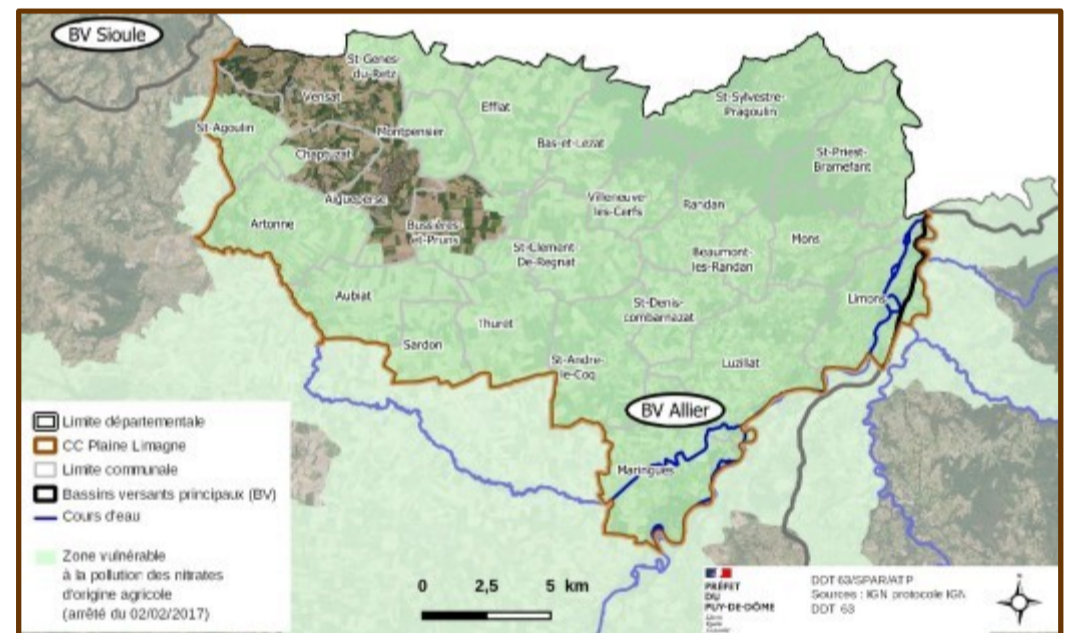 BV Sioule
St-Genes-
du-Retz
Vensat
Effiat
St-Sylvestre-
Pragoulin
St-Agoulin
Montpensier
Bas-et-Lezat
Chaptuzat
St-Priest-
Bramefant
Aigueperse
Villeneuve-
les-Cerfs
Randan
Artonne
Bussières
et-Pruns
St-Clement
De-Regnat
Mons
Beaumont-
les-Randan
Aubiat
St-Denis-
combarnazat
Limons
Thuret
Sardon
St-Andre-
le-Coq
Luzillat
BV Allier
Maringues
Limite départementale
CC Plaine Limagne
Limite communale
Bassins versants principaux (BV)
Cours d'eau
Zone vulnérable
à la pollution des nitrates
d'origine agricole
(arrêté du 02/02/2017)
0 2,5 5 km
PRÉFET
DU
PUY-DE-DÔME
DDT 63/SPAR/ATP
Sources : IGN protocole IGN
DDT 63